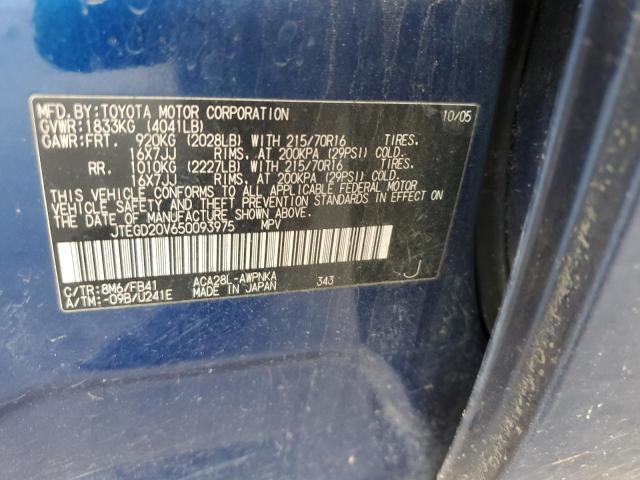 MFD.BY:TOYOTA MOTOR CORPORATION 10/05
GVWR:1833KG (4041LB)
GAWR:FRT. 920KG (2028LB) WITH 215/70R16 TIRES.
16X7JJ RIMS. AT 200KPA (29PSI) COLD.
RR. 1010KG (2227LB) WITH 215/70R16 TIRES.
16X7JJ RIMS. AT 200KPA (29PSI) COLD.
THIS VEHICLE CONFORMS TO ALL APPLICABLE FEDERAL MOTOR
VEHICLE SAFETY AND THEFT PREVENTION STANDARDS IN EFFECT ON
THE DATE OF MANUFACTURE SHOWN ABOVE.
JTEGD20V650093975 MPV
C/TR:8M6/FB41 ACA28L-AWPNKA 343 J
A/TM:-09B/U241E MADE IN JAPAN